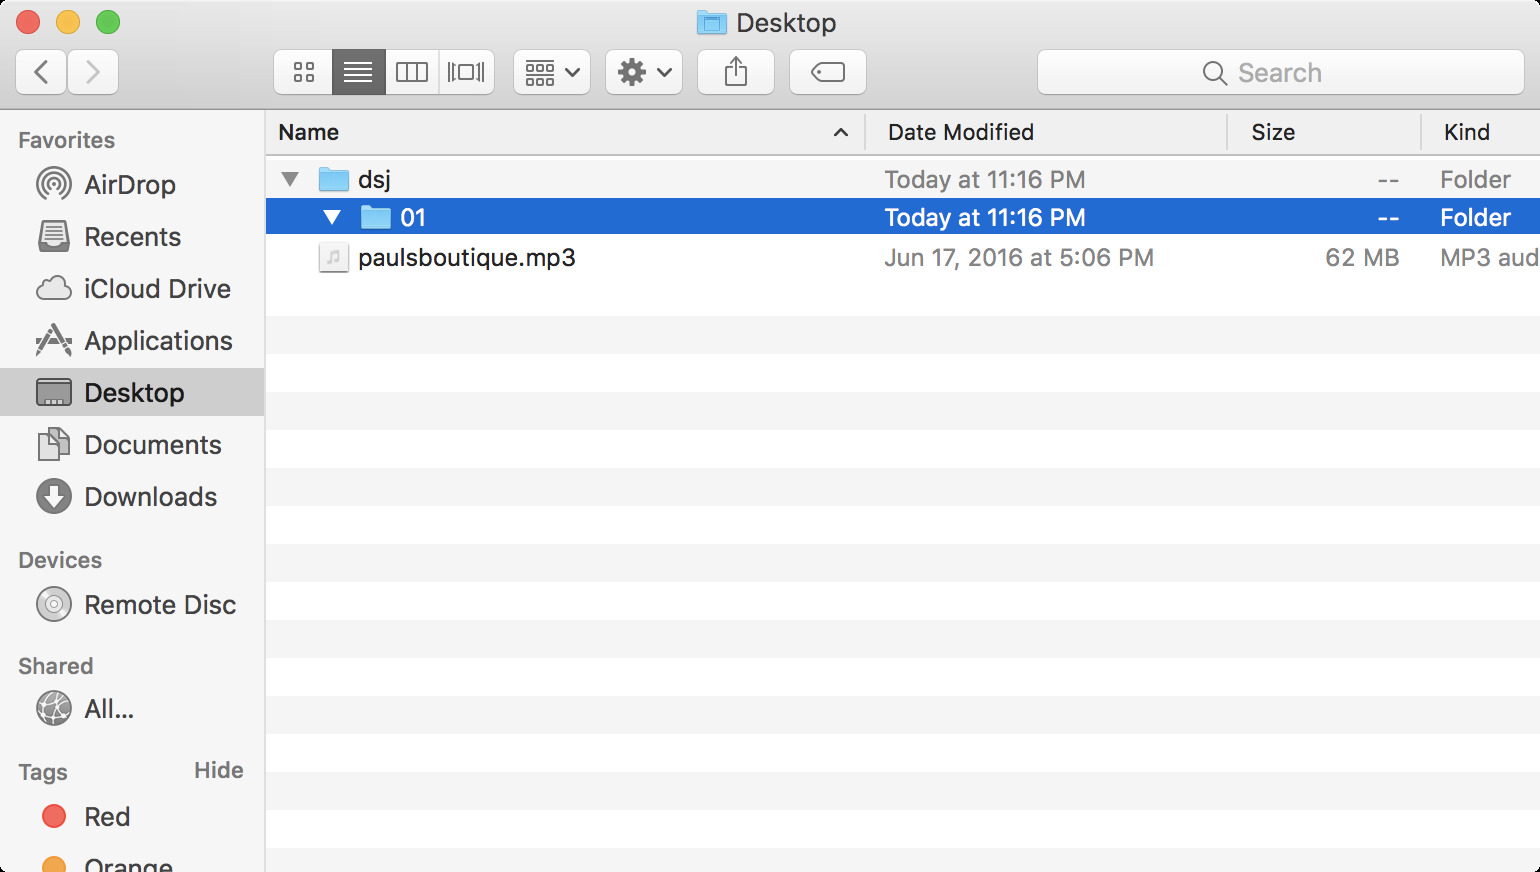 Desktop
Search
Favorites
AirDrop
Recents
iCloud Drive
Applications
Desktop
Documents
Downloads
Devices
Remote Disc
Shared
All...
Tags Hide
Red
Orange
Name Date Modified Size Kind
dsj Today at 11:16 PM -- Folder
01 Today at 11:16 PM -- Folder
paulsboutique.mp3 Jun 17, 2016 at 5:06 PM 62 MB MP3 aud